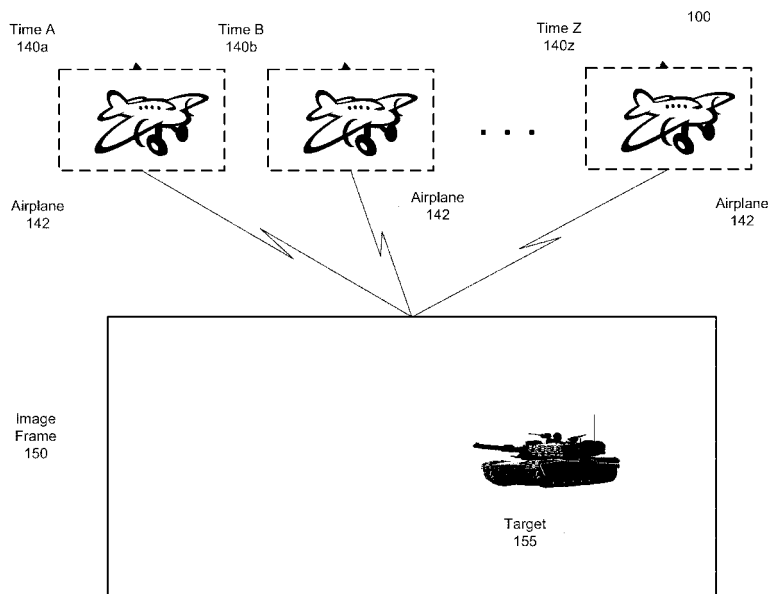 Time A
140a
Time B
140b
Time Z
140z
100
Airplane
142
Airplane
142
Airplane
142
Image
Frame
150
Target
155